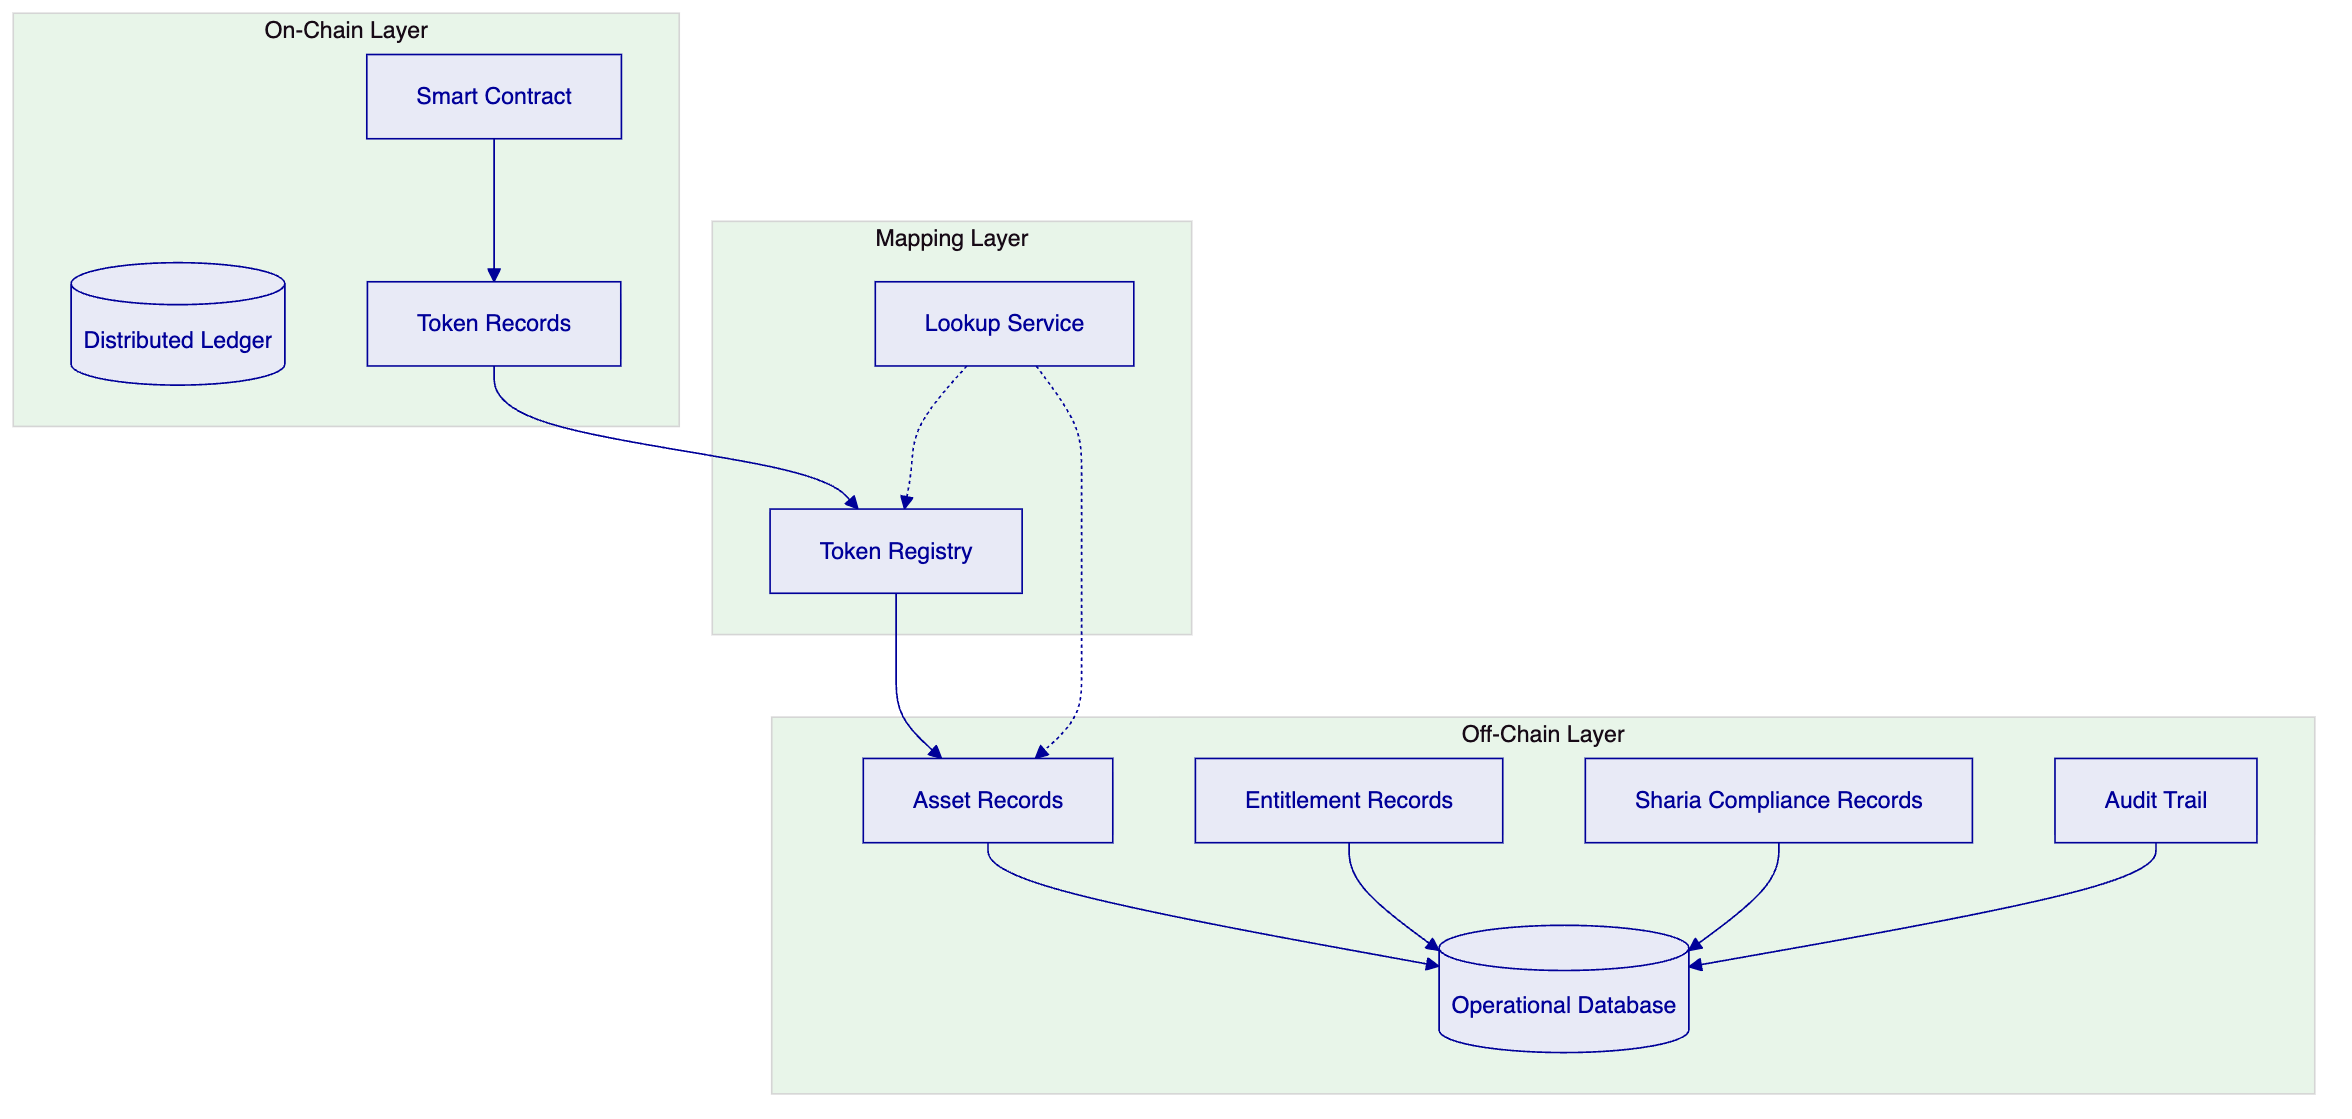 On-Chain Layer
Smart Contract
Distributed Ledger
Token Records
Mapping Layer
Lookup Service
Token Registry
Off-Chain Layer
Asset Records
Entitlement Records
Sharia Compliance Records
Audit Trail
Operational Database